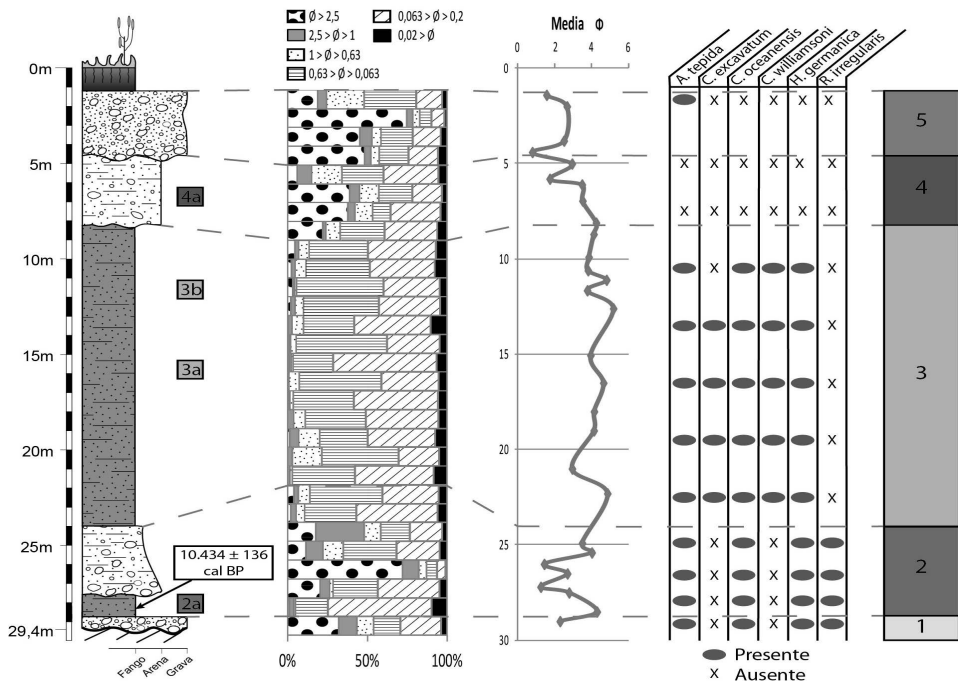 0m
5m
10m
15m
20m
25m
29,4m
4a
3b
3a
2a
10.434 ± 136
cal BP
Fango
Arena
Grava
Ø > 2,5
2,5 > Ø > 1
1 > Ø > 0,63
0,63 > Ø > 0,063
0,063 > Ø > 0,2
0,02 > Ø
0% 50% 100%
Media Φ
0 2 4 6
0
5
10
15
20
25
30
A. tepida
C. excavatum
C. oceanensis
C. williamsoni
H. germanica
R. irregularis
x x x x x
x x x x x x
x x x x x x
x x
x
x
x
x
x x
x x
x x
x x
Presente
x Ausente
5
4
3
2
1